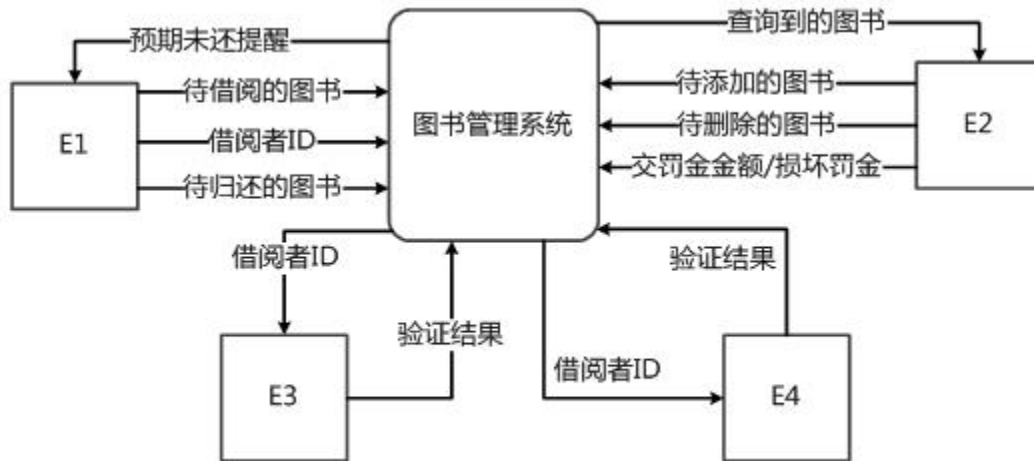 预期未还提醒
查询到的图书
待借阅的图书
待添加的图书
E1
借阅者ID
图书管理系统
待删除的图书
E2
待归还的图书
交罚金金额/损坏罚金
借阅者ID
验证结果
验证结果
借阅者ID
E3
E4